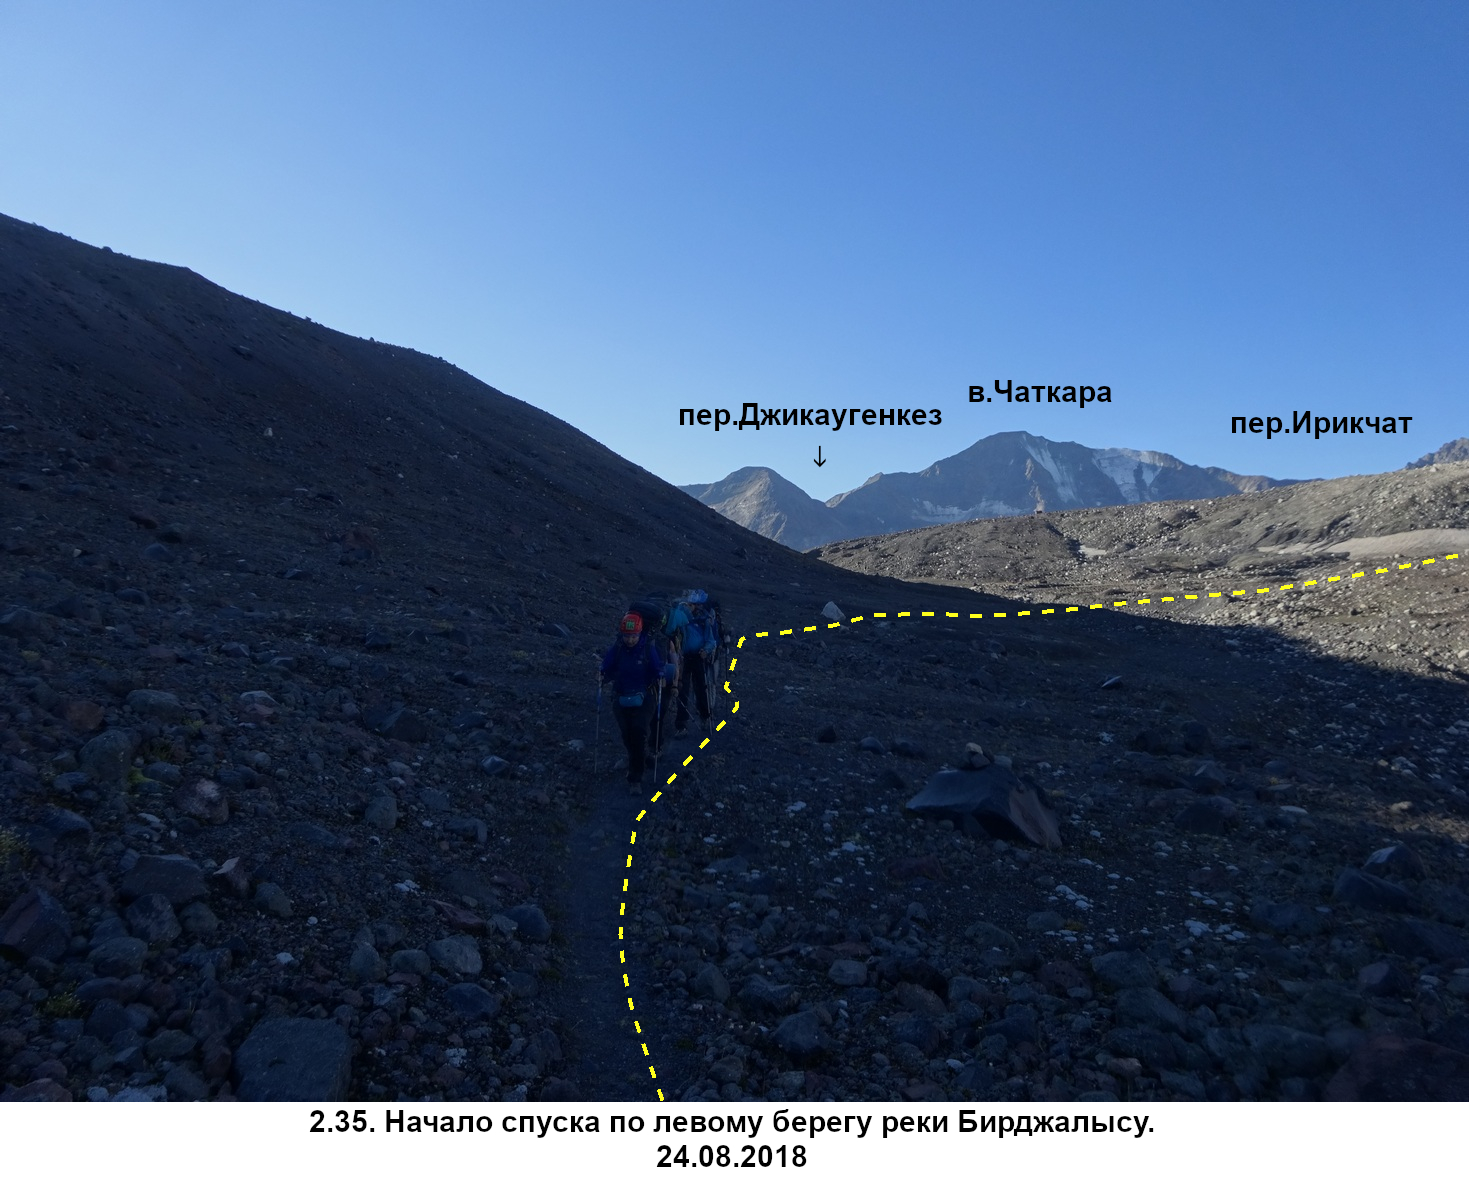 в.Чаткара
пер.Джикаугенкез
пер.Ирикчат
↓
2.35. Начало спуска по левому берегу реки Бирджалысу.
24.08.2018